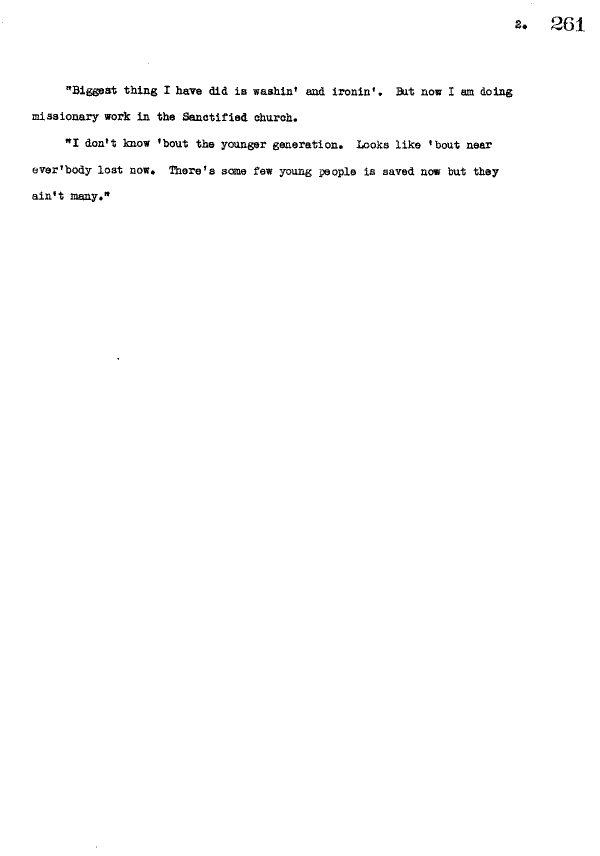 2. 261
"Biggest thing I have did is washin' and ironin'. But now I am doing
missionary work in the Sanctified church.
"I don't know 'bout the younger generation. Looks like 'bout near
ever'body lost now. There's some few young people is saved now but they
ain't many."